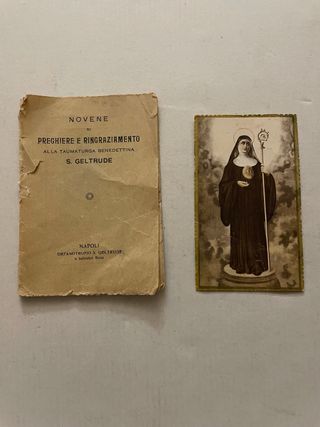 NOVENE
DI
PREGHIERE E RINGRAZIAMENTO
ALLA TAUMATURGA BENEDETTINA
S. GELTRUDE
NAPOLI
ORFANOTROFIO S. GELTRUDE